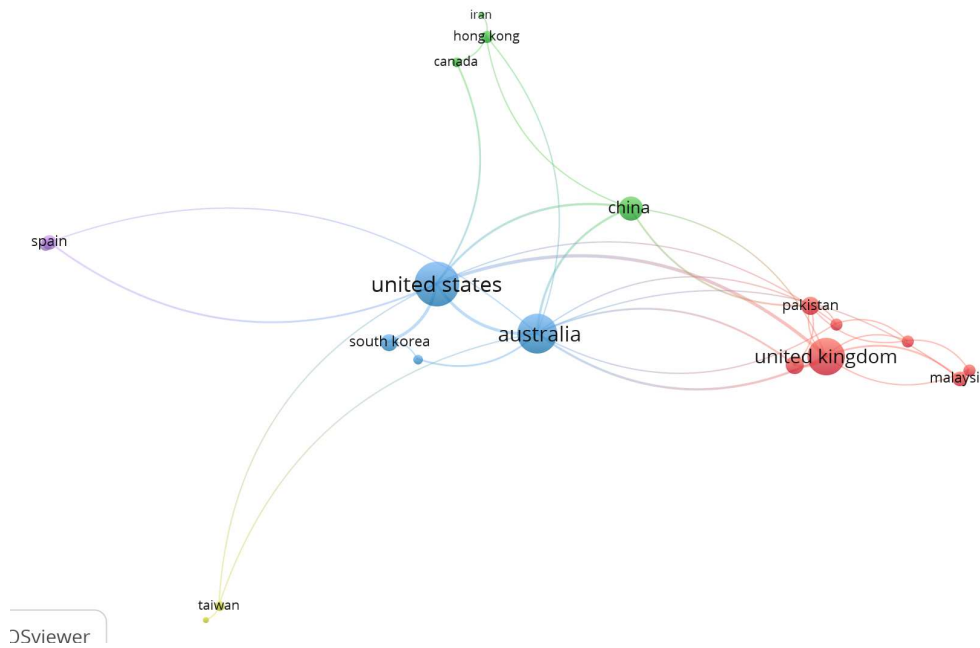 iran
hong kong
canada
china
spain
united states
pakistan
south korea
australia
united kingdom
malaysi
taiwan
OSviewer